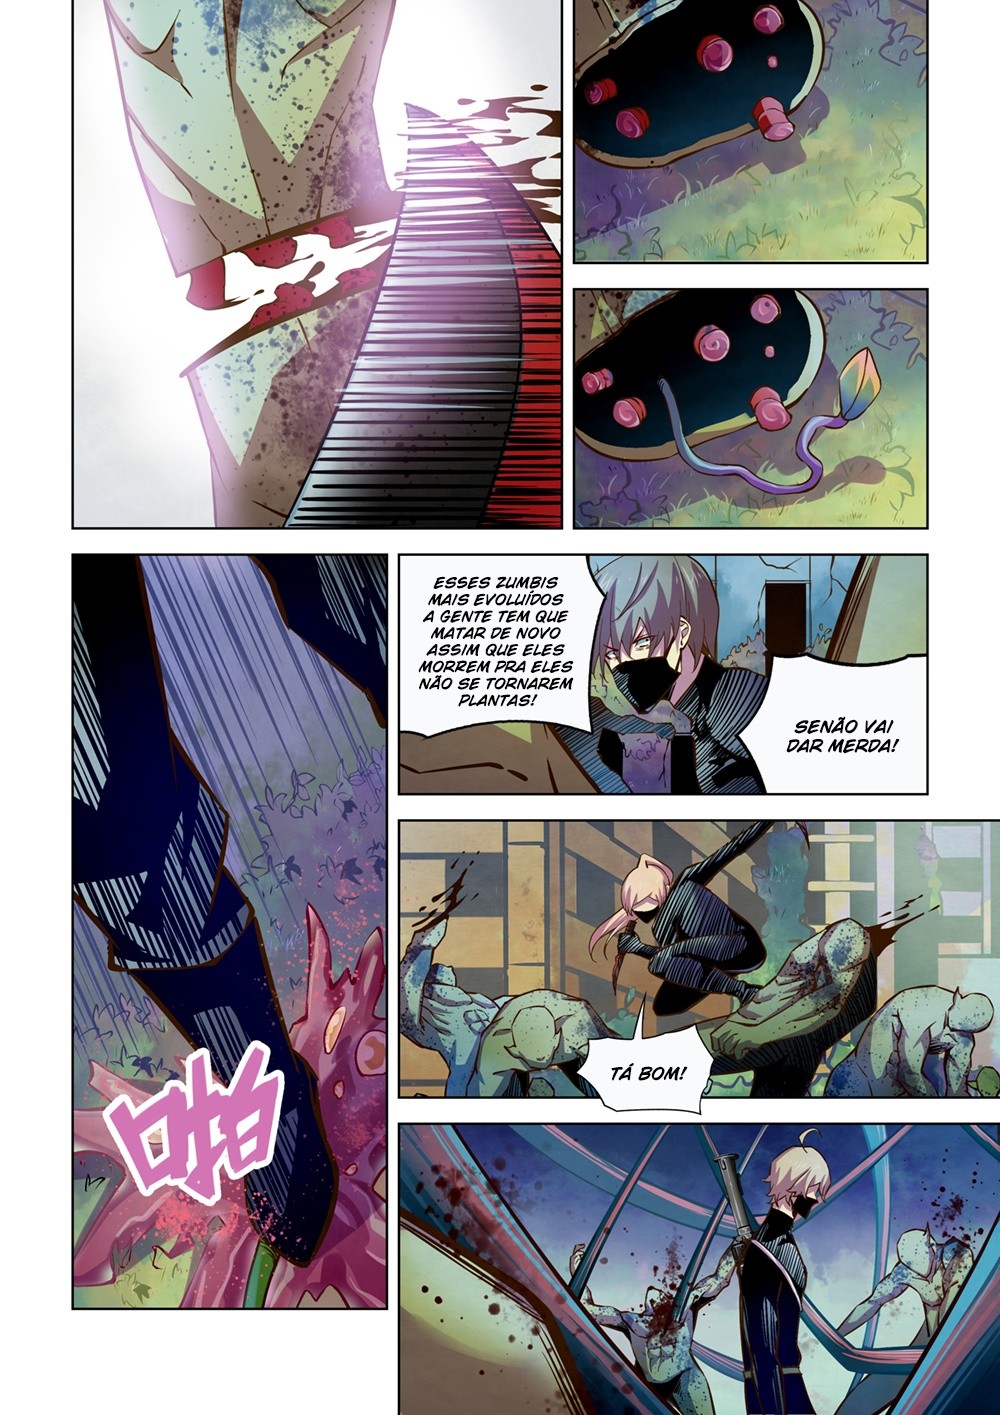 ESSES ZUMBIS
MAIS EVOLUÍDOS
A GENTE TEM QUE
MATAR DE NOVO
ASSIM QUE ELES
MORREM PRA ELES
NÃO SE TORNAREM
PLANTAS!
SENÃO VAI
DAR MERDA!
TÁ BOM!
啪